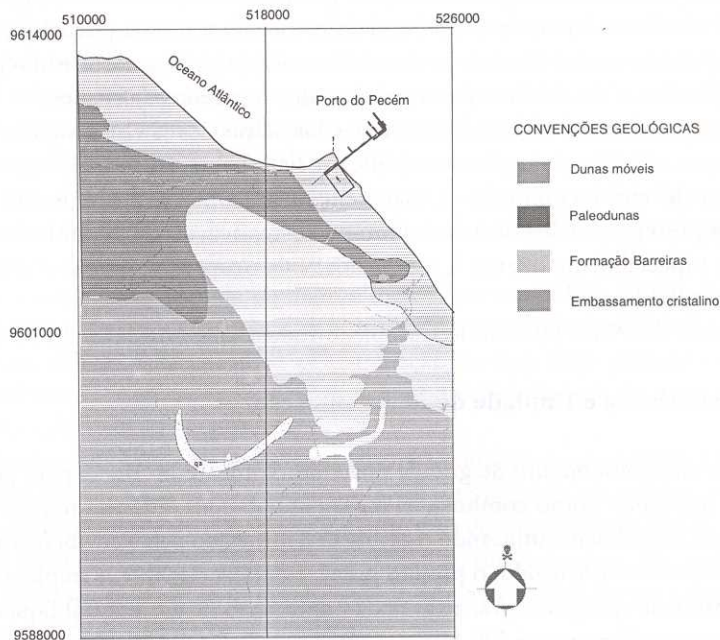 510000
518000
526000
9614000
Oceano Atlântico
Porto do Pecém
CONVENÇÕES GEOLÓGICAS
Dunas móveis
Paleodunas
Formação Barreiras
Embassamento cristalino
9601000
9588000